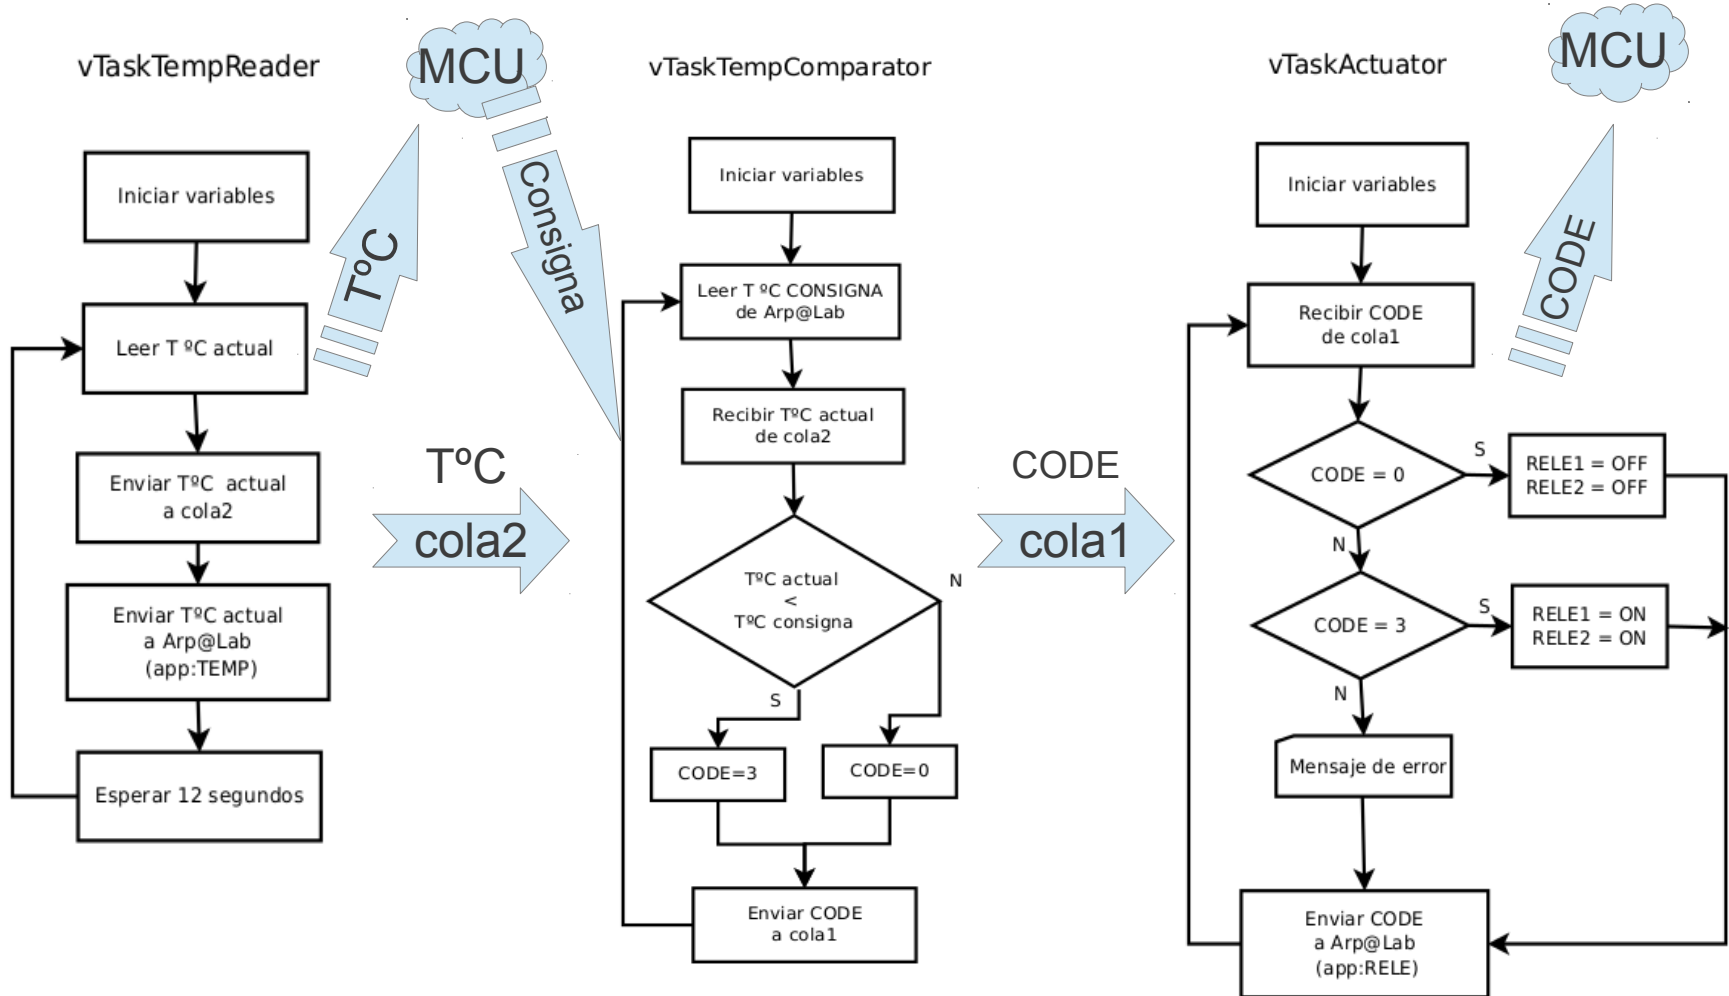 vTaskTempReader
Iniciar variables
Leer T ºC actual
Enviar TºC actual
a cola2
Enviar TºC actual
a Arp@Lab
(app:TEMP)
Esperar 12 segundos
MCU
TºC
Consigna
TºC
cola2
vTaskTempComparator
Iniciar variables
Leer T ºC CONSIGNA
de Arp@Lab
Recibir TºC actual
de cola2
TºC actual
<
TºC consigna
N
S
CODE=3
CODE=0
Enviar CODE
a cola1
CODE
cola1
vTaskActuator
Iniciar variables
Recibir CODE
de cola1
CODE = 0
S
RELE1 = OFF
RELE2 = OFF
N
CODE = 3
S
RELE1 = ON
RELE2 = ON
N
Mensaje de error
Enviar CODE
a Arp@Lab
(app:RELE)
MCU
CODE